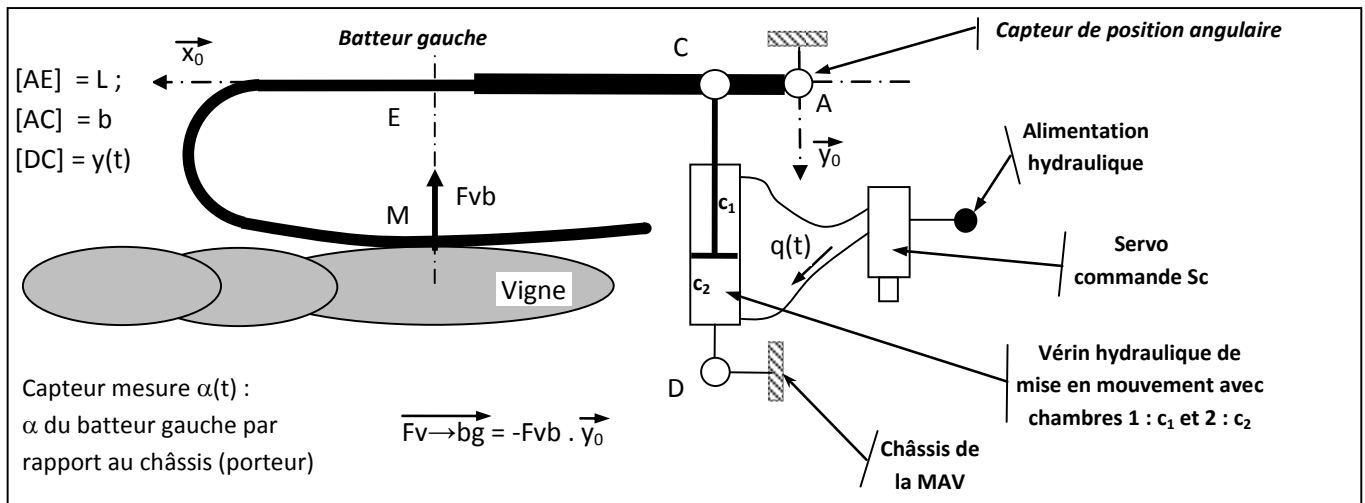 x₀
[AE] = L ;
[AC] = b
[DC] = y(t)
Batteur gauche
C
Capteur de position angulaire
A
E
y₀
Alimentation
hydraulique
M
Fvb
c₁
q(t)
c₂
Servo
commande Sc
Vigne
D
Vérin hydraulique de
mise en mouvement avec
chambres 1 : c₁ et 2 : c₂
Capteur mesure α(t) :
α du batteur gauche par
rapport au châssis (porteur)
Fv→bg = -Fvb . y₀
Châssis de
la MAV